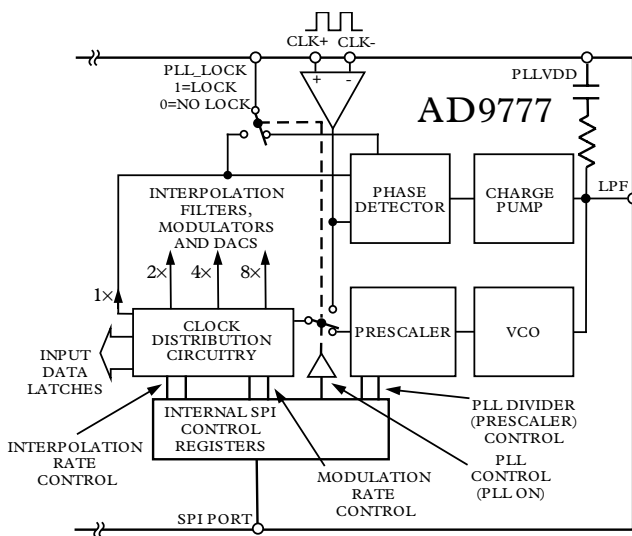 CLK+ CLK-
PLL_LOCK
1=LOCK
0=NO LOCK
+ -
PLLVDD
AD9777
INTERPOLATION
FILTERS,
MODULATORS
AND DACS
PHASE
DETECTOR
CHARGE
PUMP
LPF
1×
2×
4×
8×
CLOCK
DISTRIBUTION
CIRCUITRY
PRESCALER
VCO
INPUT
DATA
LATCHES
INTERNAL SPI
CONTROL
REGISTERS
PLL DIVIDER
(PRESCALER)
CONTROL
INTERPOLATION
RATE
CONTROL
MODULATION
RATE
CONTROL
PLL
CONTROL
(PLL ON)
SPI PORT